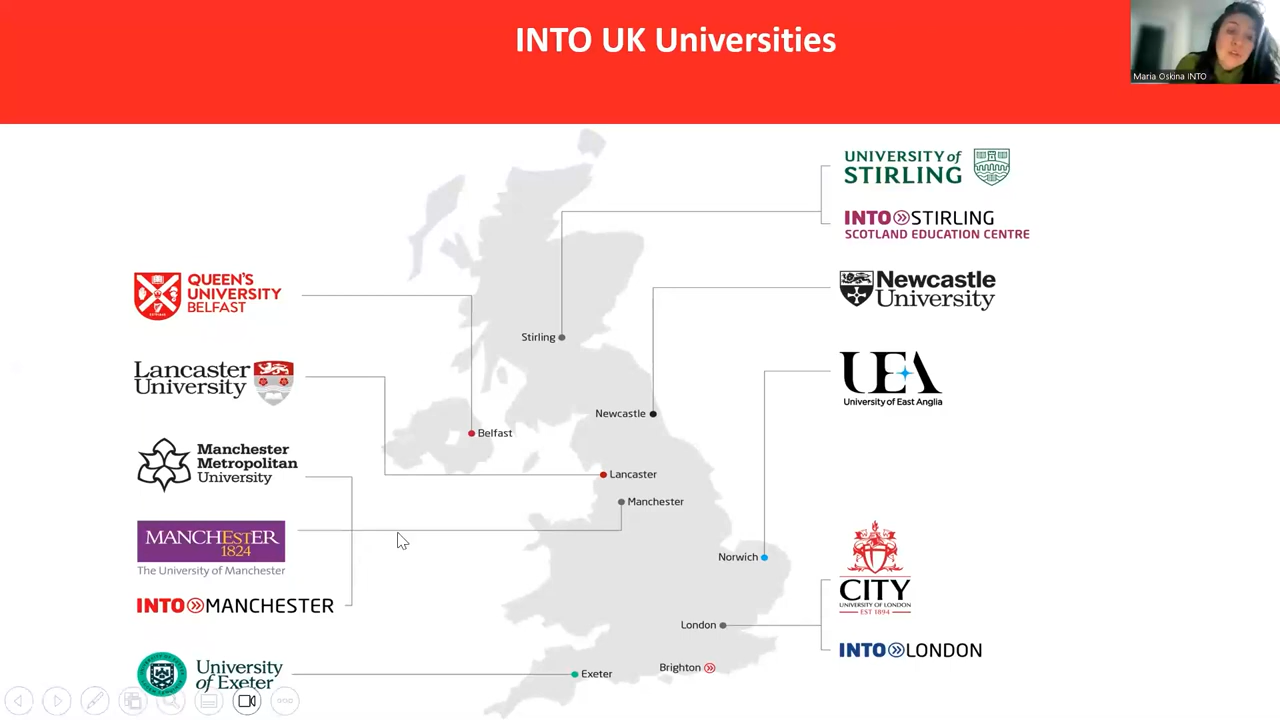 INTO UK Universities
Maria Oskina INTO
UNIVERSITY of
STIRLING
INTO STIRLING
SCOTLAND EDUCATION CENTRE
QUEEN'S
UNIVERSITY
BELFAST
Newcastle
University
Stirling
Lancaster
University
UEA
University of East Anglia
Newcastle
Belfast
Manchester
Metropolitan
University
Lancaster
Manchester
MANCHESTER
1824
The University of Manchester
Norwich
CITY
UNIVERSITY OF LONDON
EST 1894
INTO MANCHESTER
London
INTO LONDON
University
of Exeter
Exeter
Brighton